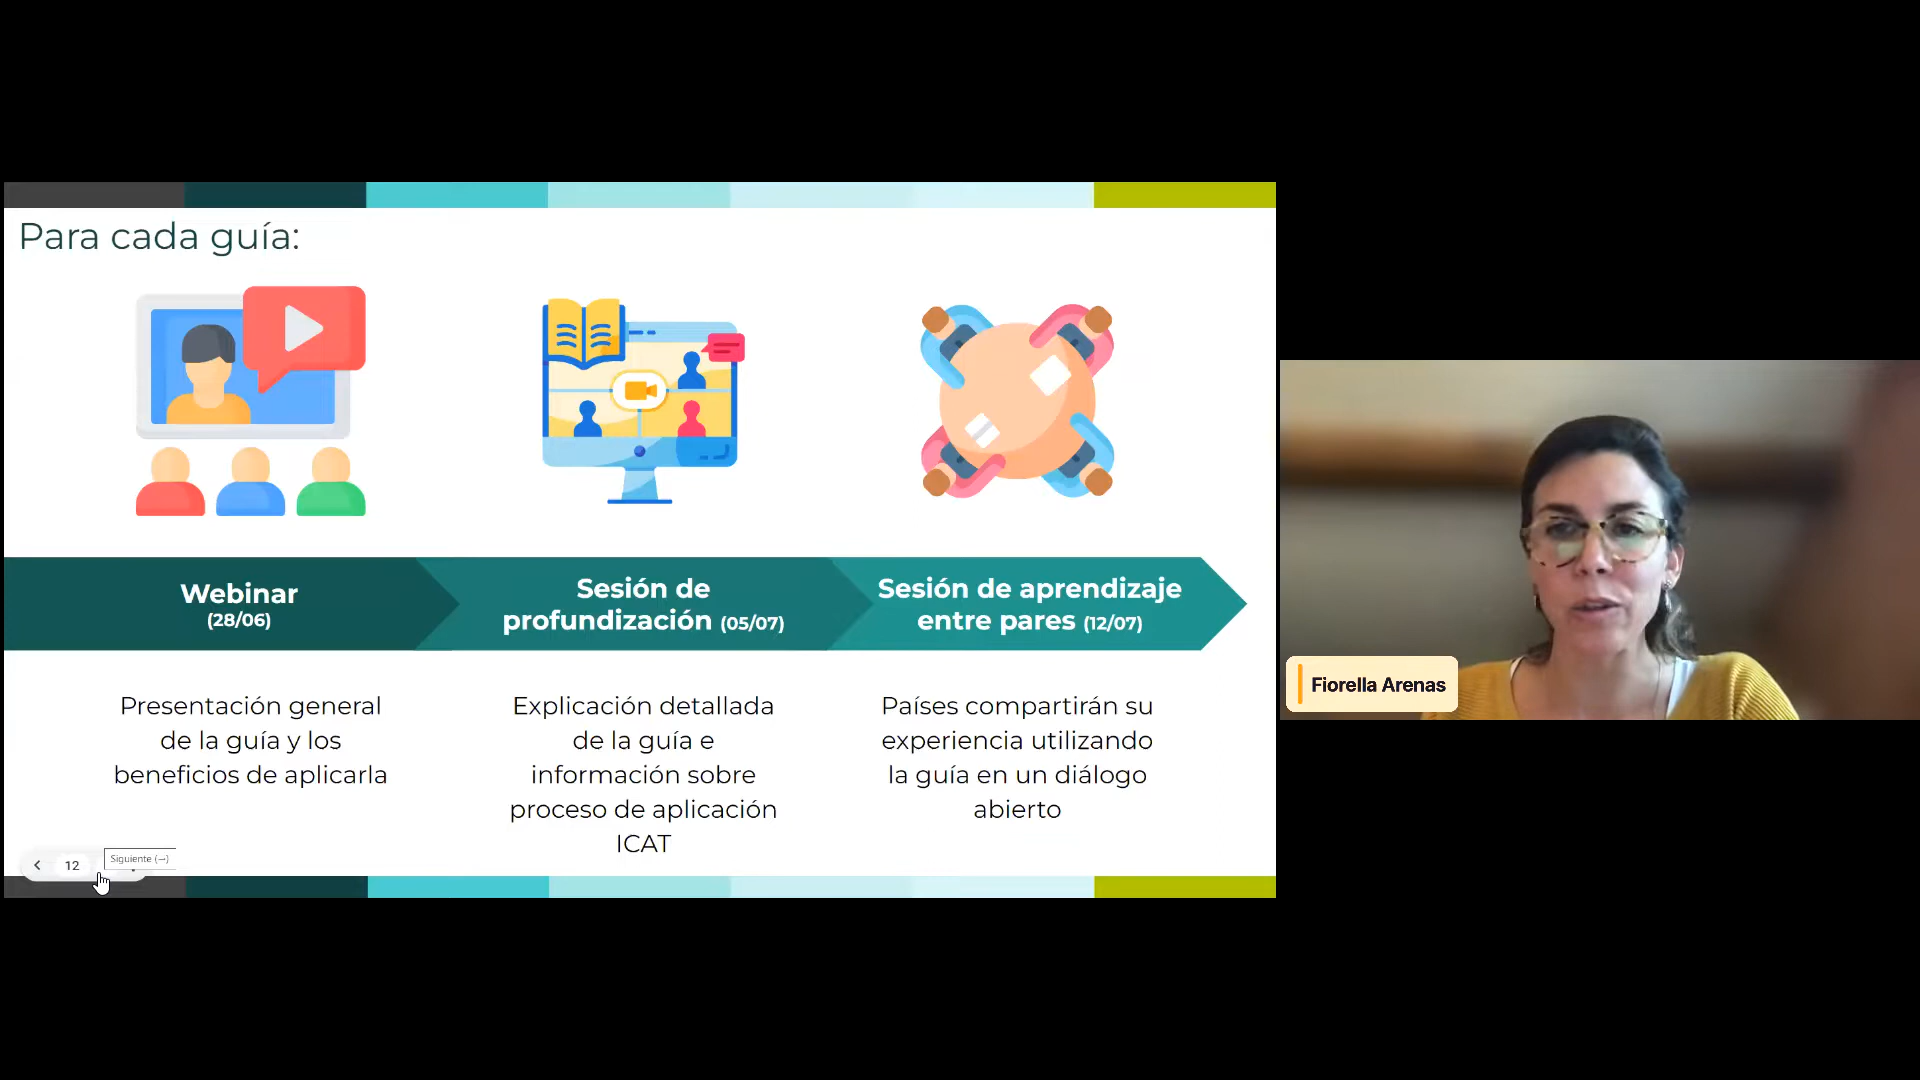 Para cada guía:
Webinar
(28/06)
Sesión de
profundización (05/07)
Sesión de aprendizaje
entre pares (12/07)
Presentación general
de la guía y los
beneficios de aplicarla
Explicación detallada
de la guía e
información sobre
proceso de aplicación
ICAT
Países compartirán su
experiencia utilizando
la guía en un diálogo
abierto
12
Siguiente (→)
Fiorella Arenas